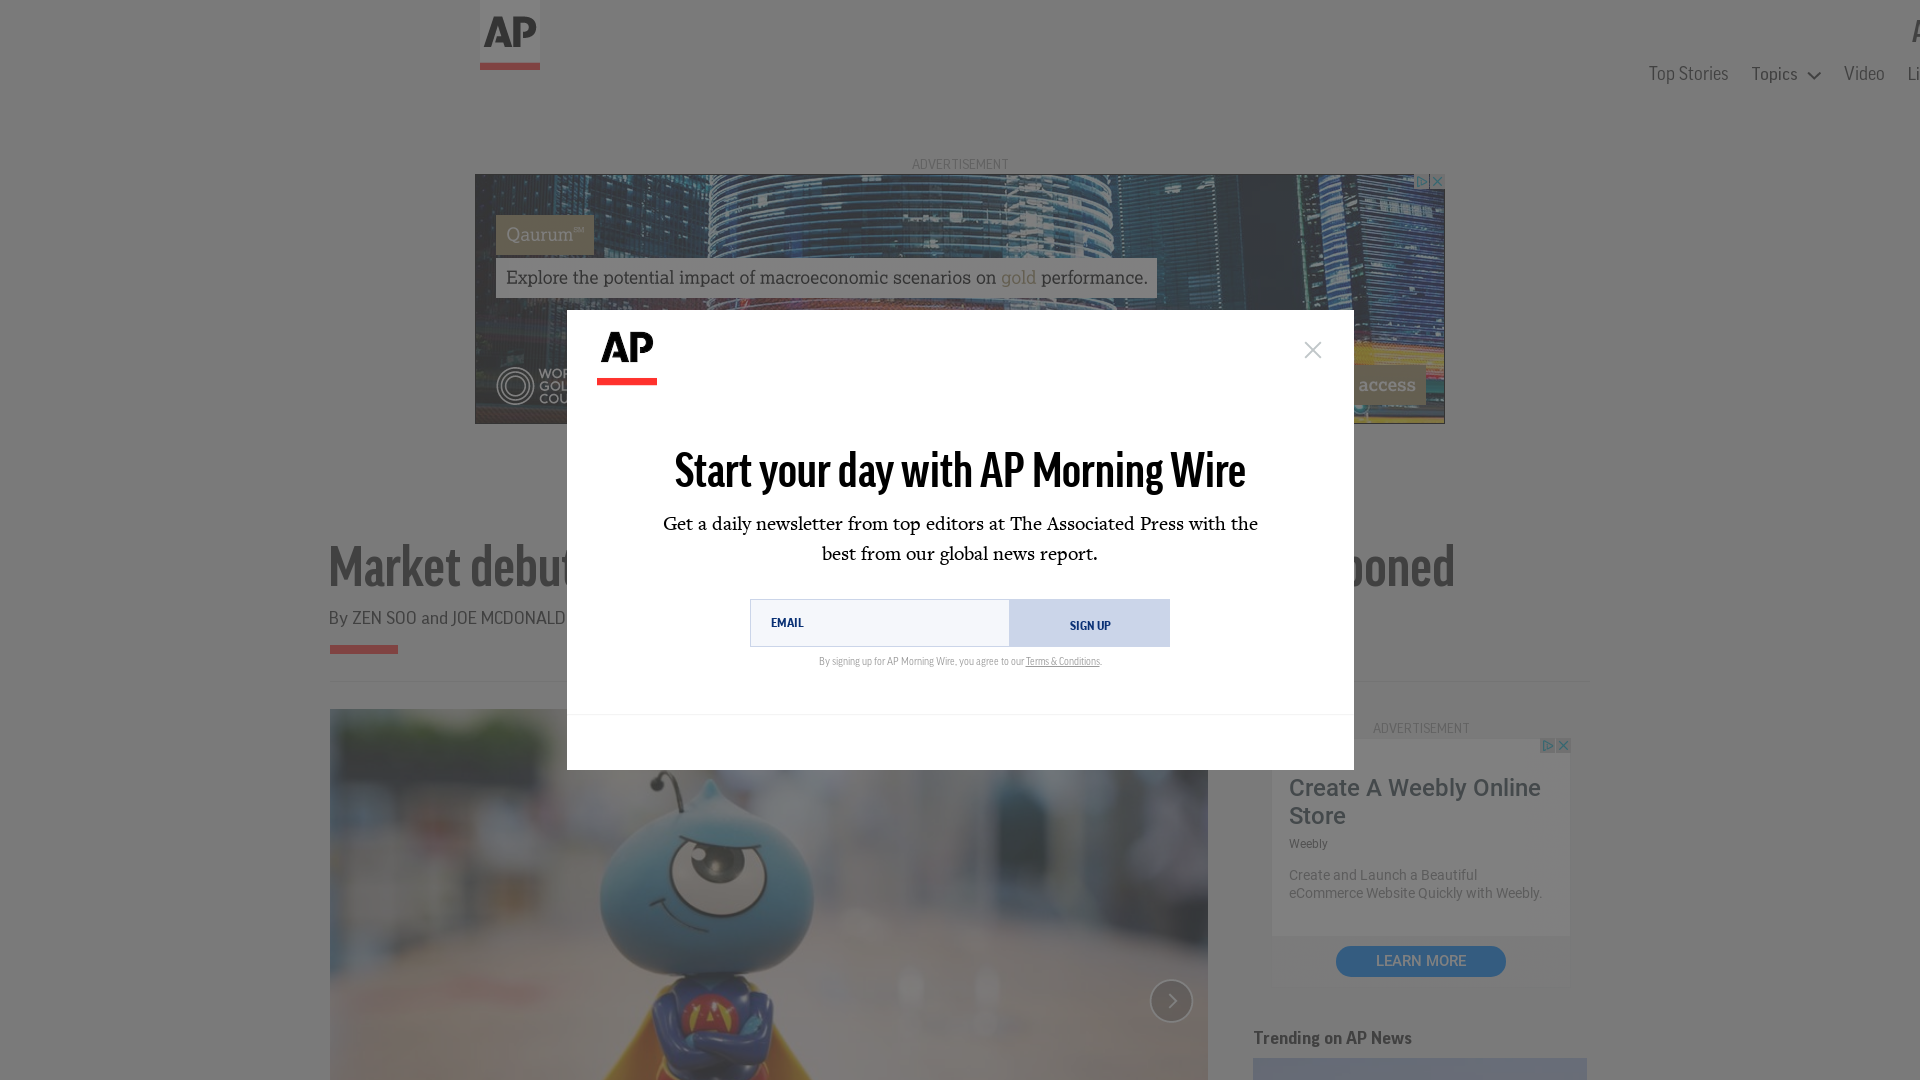 AP
A
Top Stories
Topics
Video
Li
ADVERTISEMENT
Qaurum℠
Explore the potential impact of macroeconomic scenarios on gold performance.
WOR
GOL
COU
access
AP
Start your day with AP Morning Wire
Get a daily newsletter from top editors at The Associated Press with the
best from our global news report.
EMAIL
SIGN UP
By signing up for AP Morning Wire, you agree to our Terms & Conditions.
Market debut
poned
By ZEN SOO and JOE MCDONALD
ADVERTISEMENT
Create A Weebly Online
Store
Weebly
Create and Launch a Beautiful
eCommerce Website Quickly with Weebly.
LEARN MORE
Trending on AP News